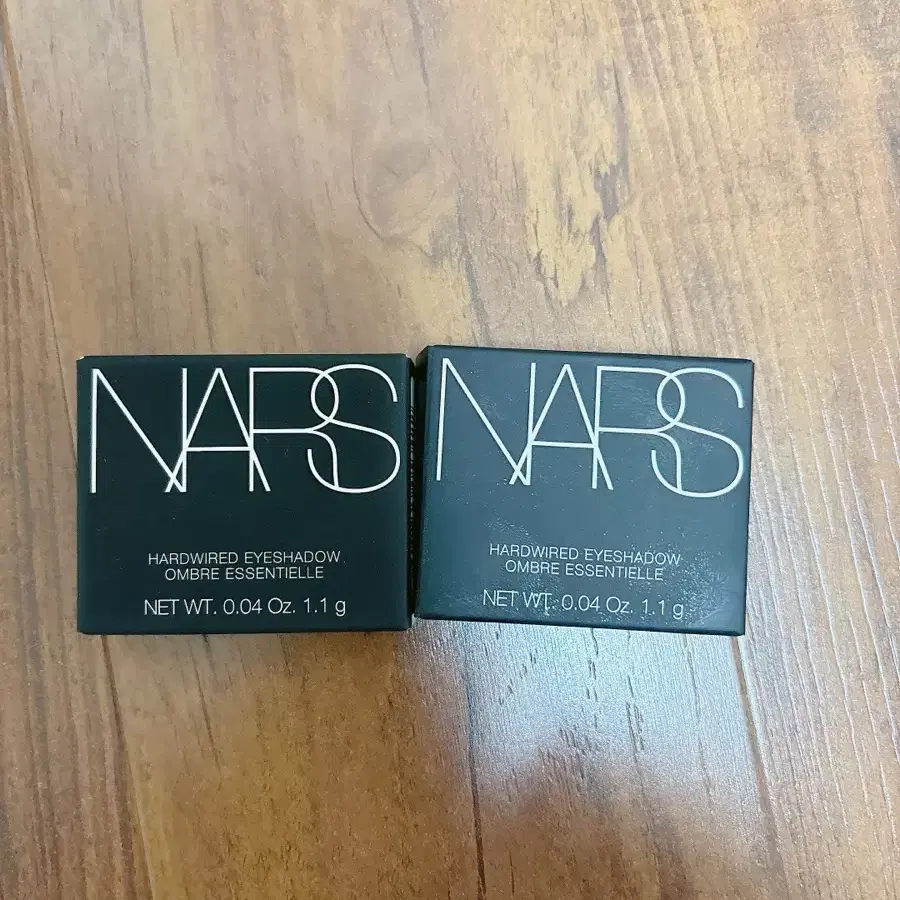 NARS
HARDWIRED EYESHADOW
OMBRE ESSENTIELLE
NET WT. 0.04 Oz. 1.1 g
NARS
HARDWIRED EYESHADOW
OMBRE ESSENTIELLE
NET WT. 0.04 Oz. 1.1 g